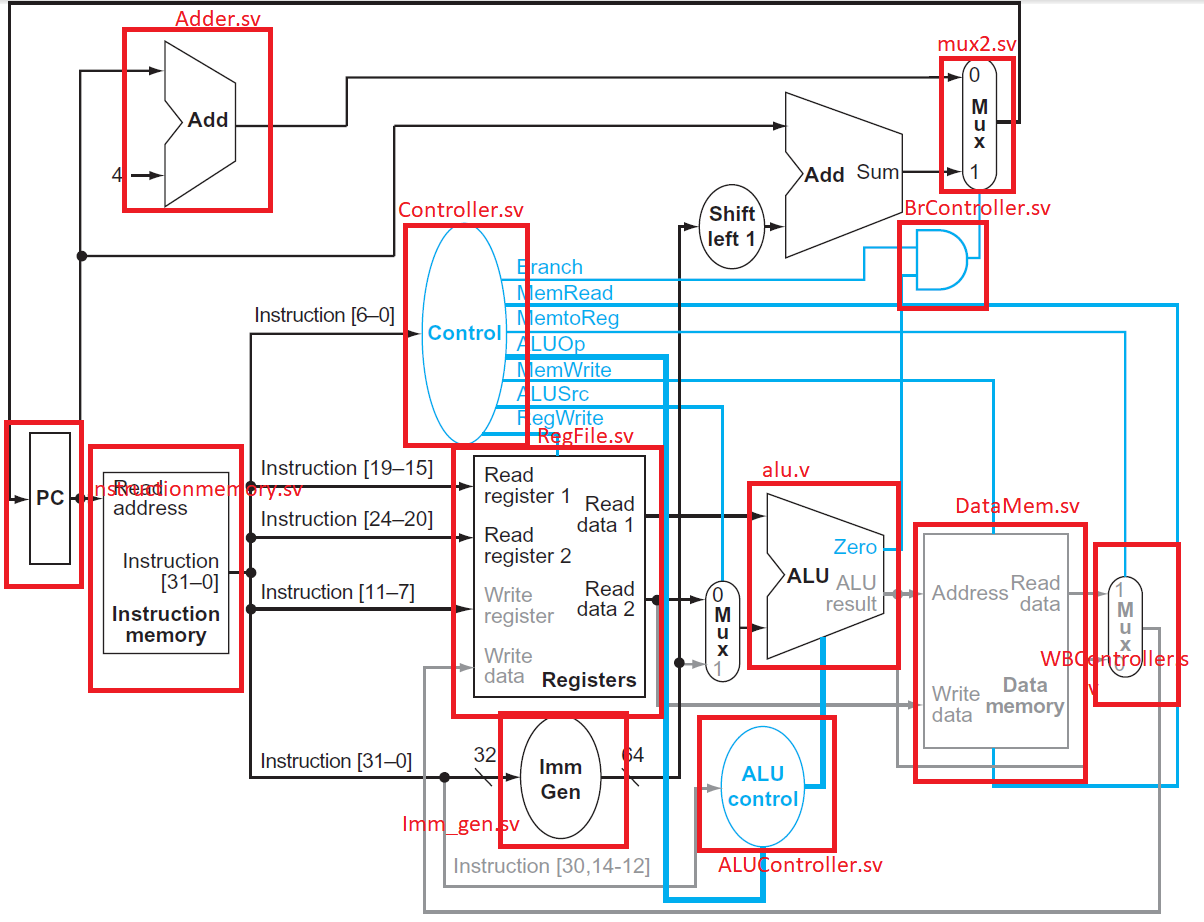 Adder.sv
mux2.sv
0
M
u
x
1
Add
4
Add
Sum
Shift
left 1
BrController.sv
Controller.sv
Branch
MemRead
MemtoReg
ALUOp
MemWrite
ALUSrc
RegWrite
Control
Instruction [6–0]
RegFile.sv
PC
Read
address
nstructionmemory.sv
Instruction
[31–0]
Instruction
memory
Instruction [19–15]
Instruction [24–20]
Instruction [11–7]
Instruction [31–0]
Read
register 1
Read
register 2
Write
register
Write
data
Read
data 1
Read
data 2
Registers
0
M
u
x
1
alu.v
Zero
ALU
ALU
result
DataMem.sv
Address
Read
data
Write
data
Data
memory
1
M
u
x
0
WBController.s
v
32
Imm
Gen
64
Imm_gen.sv
ALU
control
ALUController.sv
Instruction [30,14-12]